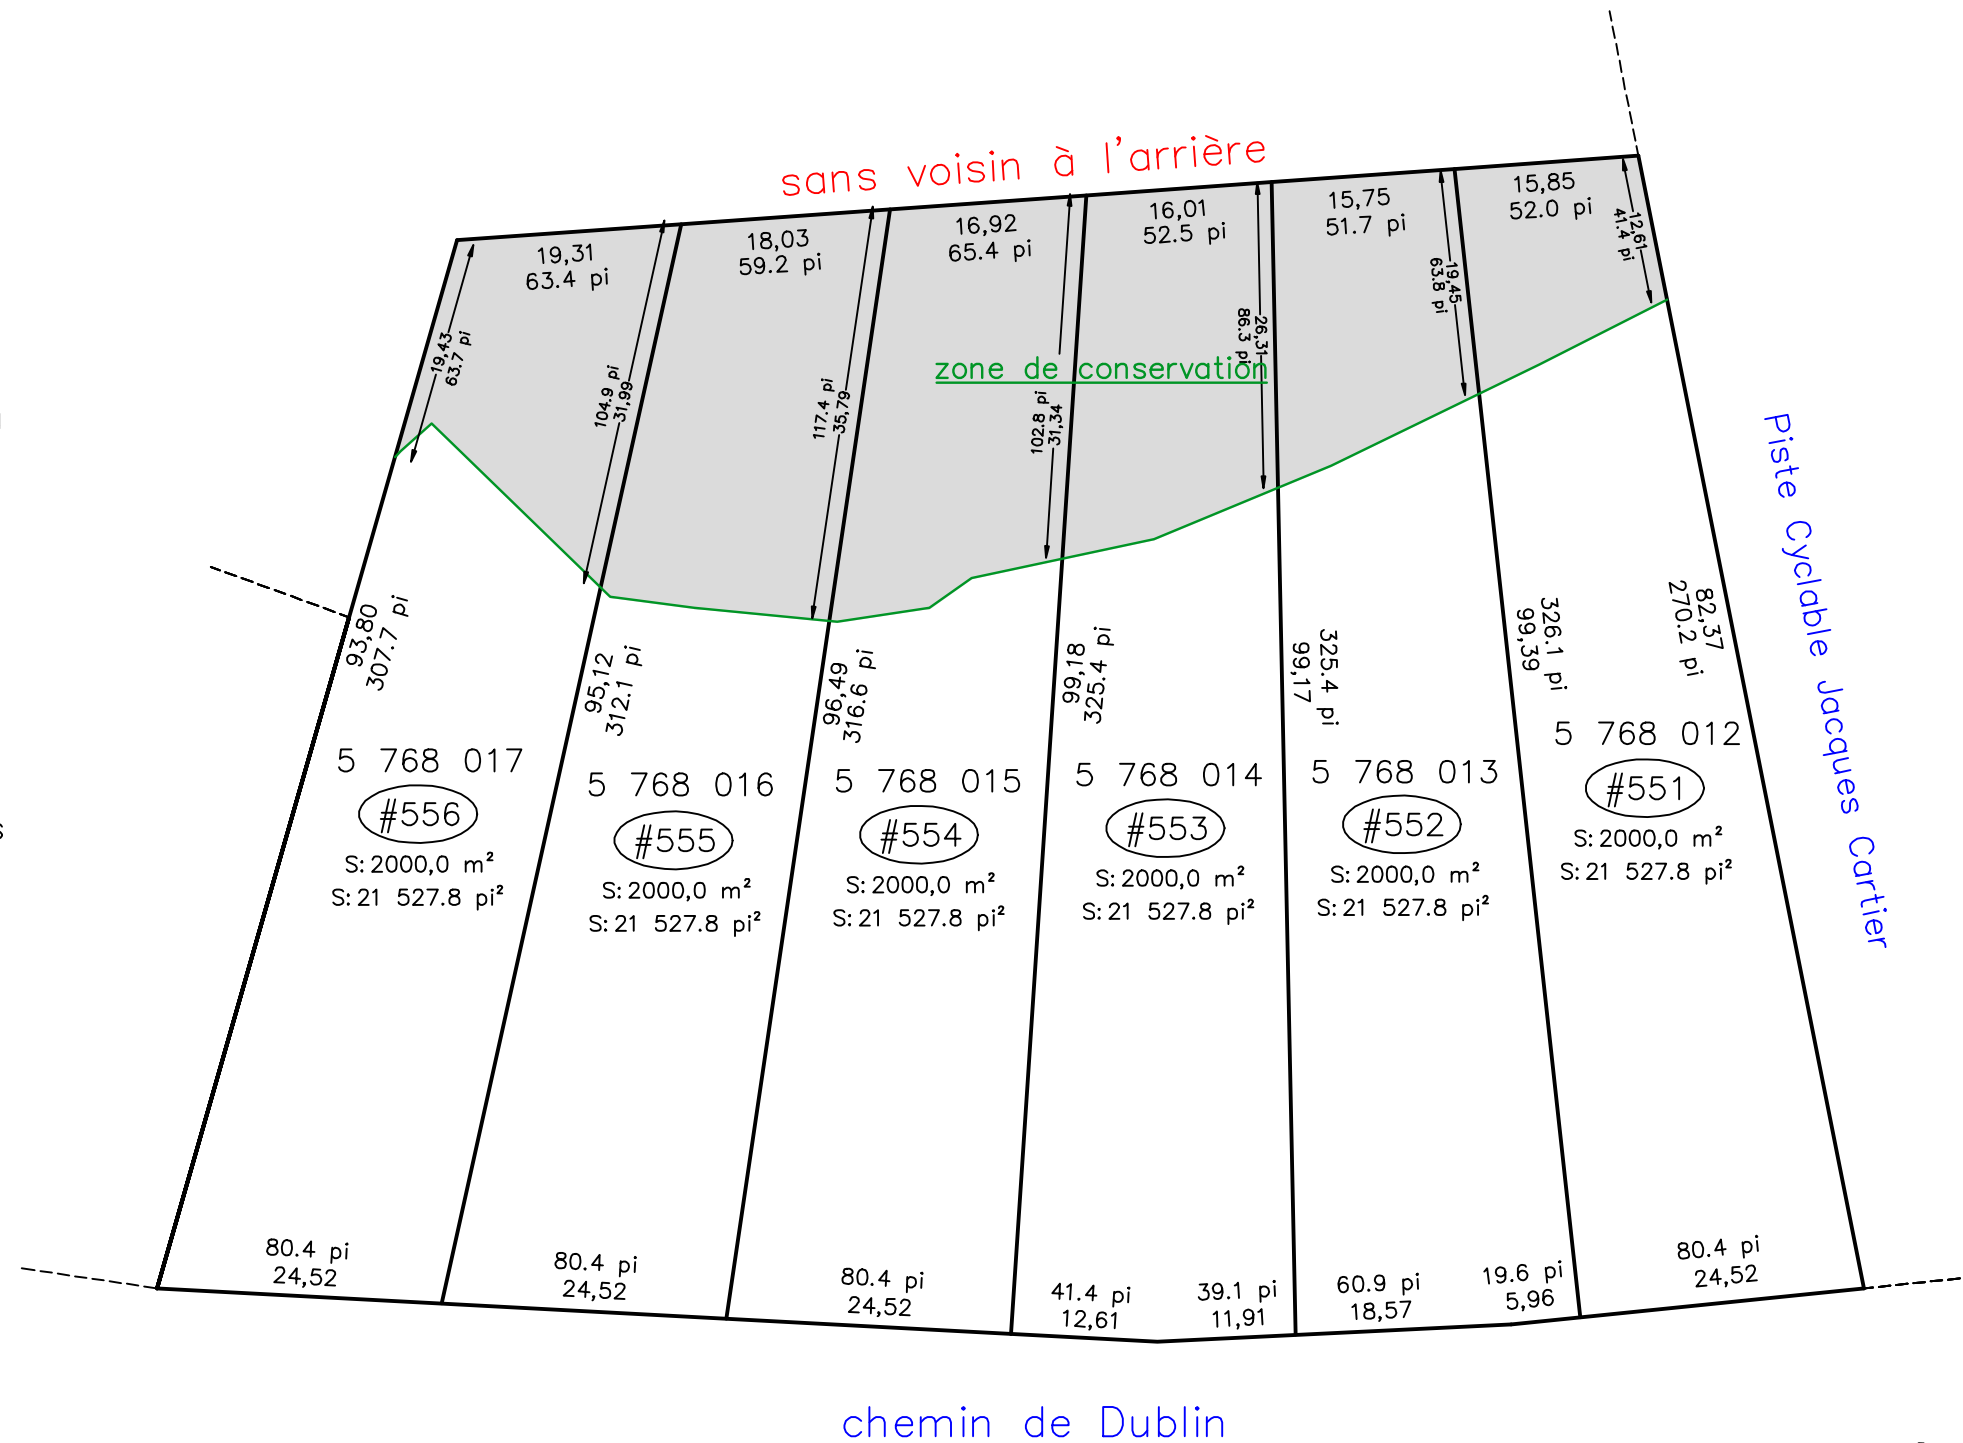 sans voisin à l'arrière
19,31
63.4 pi
18,03
59.2 pi
16,92
65.4 pi
16,01
52.5 pi
15,75
51.7 pi
15,85
52.0 pi
19,43
63.7 pi
104.9 pi
31,99
117.4 pi
35,79
102.8 pi
31,34
26,31
86.3 pi
19,45
63.8 pi
12,61
41.4 pi
zone de conservation
93,80
307.7 pi
95,12
312.1 pi
96,49
316.6 pi
99,18
325.4 pi
325.4 pi
99,17
326.1 pi
99,39
82,37
270.2 pi
Piste Cyclable Jacques Cartier
5 768 017
#556
S: 2000,0 m²
S: 21 527.8 pi²
5 768 016
#555
S: 2000,0 m²
S: 21 527.8 pi²
5 768 015
#554
S: 2000,0 m²
S: 21 527.8 pi²
5 768 014
#553
S: 2000,0 m²
S: 21 527.8 pi²
5 768 013
#552
S: 2000,0 m²
S: 21 527.8 pi²
5 768 012
#551
S: 2000,0 m²
S: 21 527.8 pi²
80.4 pi
24,52
80.4 pi
24,52
80.4 pi
24,52
41.4 pi
12,61
39.1 pi
11,91
60.9 pi
18,57
19.6 pi
5,96
80.4 pi
24,52
chemin de Dublin